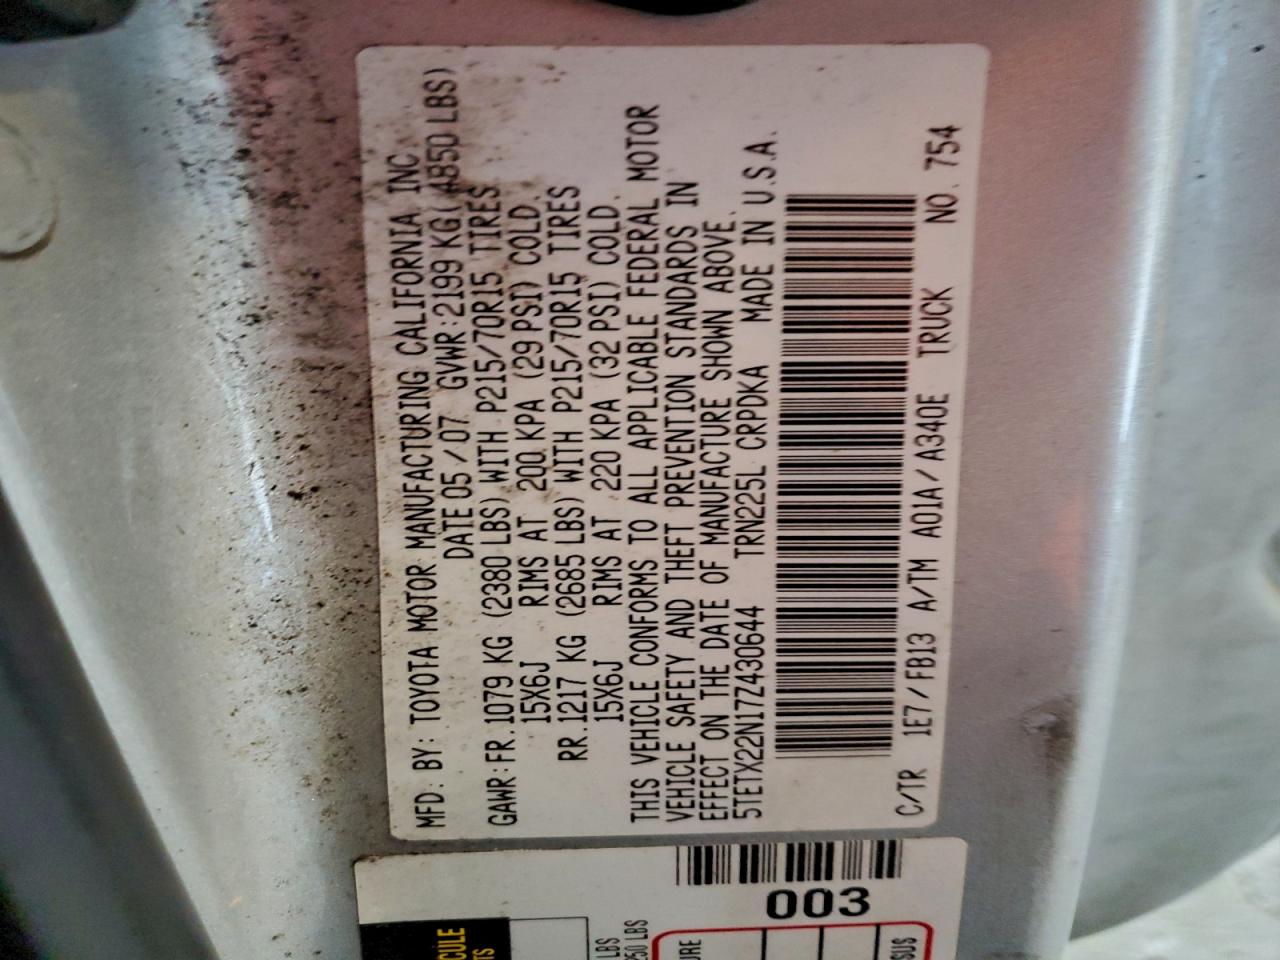 MFD. BY: TOYOTA MOTOR MANUFACTURING CALIFORNIA INC
DATE 05/07 GVWR:2199 KG( 4850 LBS)
GAWR:FR.1079 KG (2380 LBS) WITH P215/70R15 TIRES
15X6J RIMS AT 200 KPA (29 PSI) COLD.
RR.1217 KG (2685 LBS) WITH P215/70R15 TIRES
15X6J RIMS AT 220 KPA (32 PSI) COLD.
THIS VEHICLE CONFORMS TO ALL APPLICABLE FEDERAL MOTOR
VEHICLE SAFETY AND THEFT PREVENTION STANDARDS IN
EFFECT ON THE DATE OF MANUFACTURE SHOWN ABOVE.
5TETX22N17Z430644 TRN225L CRPDKA MADE IN U.S.A.
C/TR 1E7/FB13 A/TM A01A/A340E TRUCK NO. 754
003
LBS
LBS